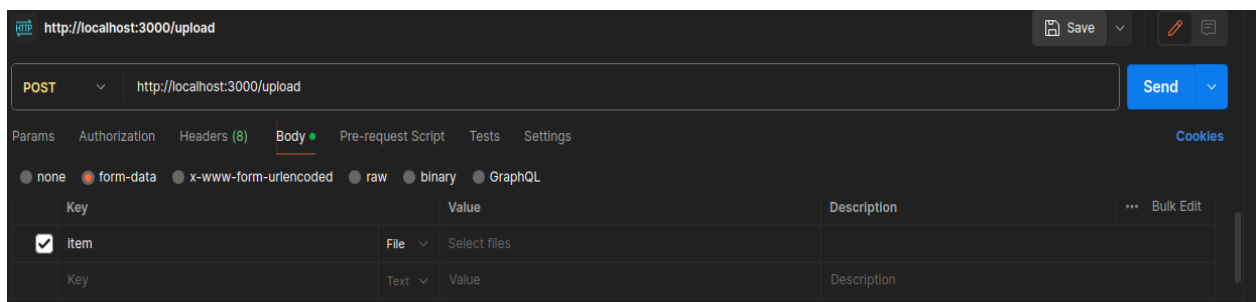 HTTP http://localhost:3000/upload Save
POST http://localhost:3000/upload Send
Params Authorization Headers (8) Body Pre-request Script Tests Settings Cookies
none form-data x-www-form-urlencoded raw binary GraphQL
Key Value Description ••• Bulk Edit
item File Select files
Key Text Value Description